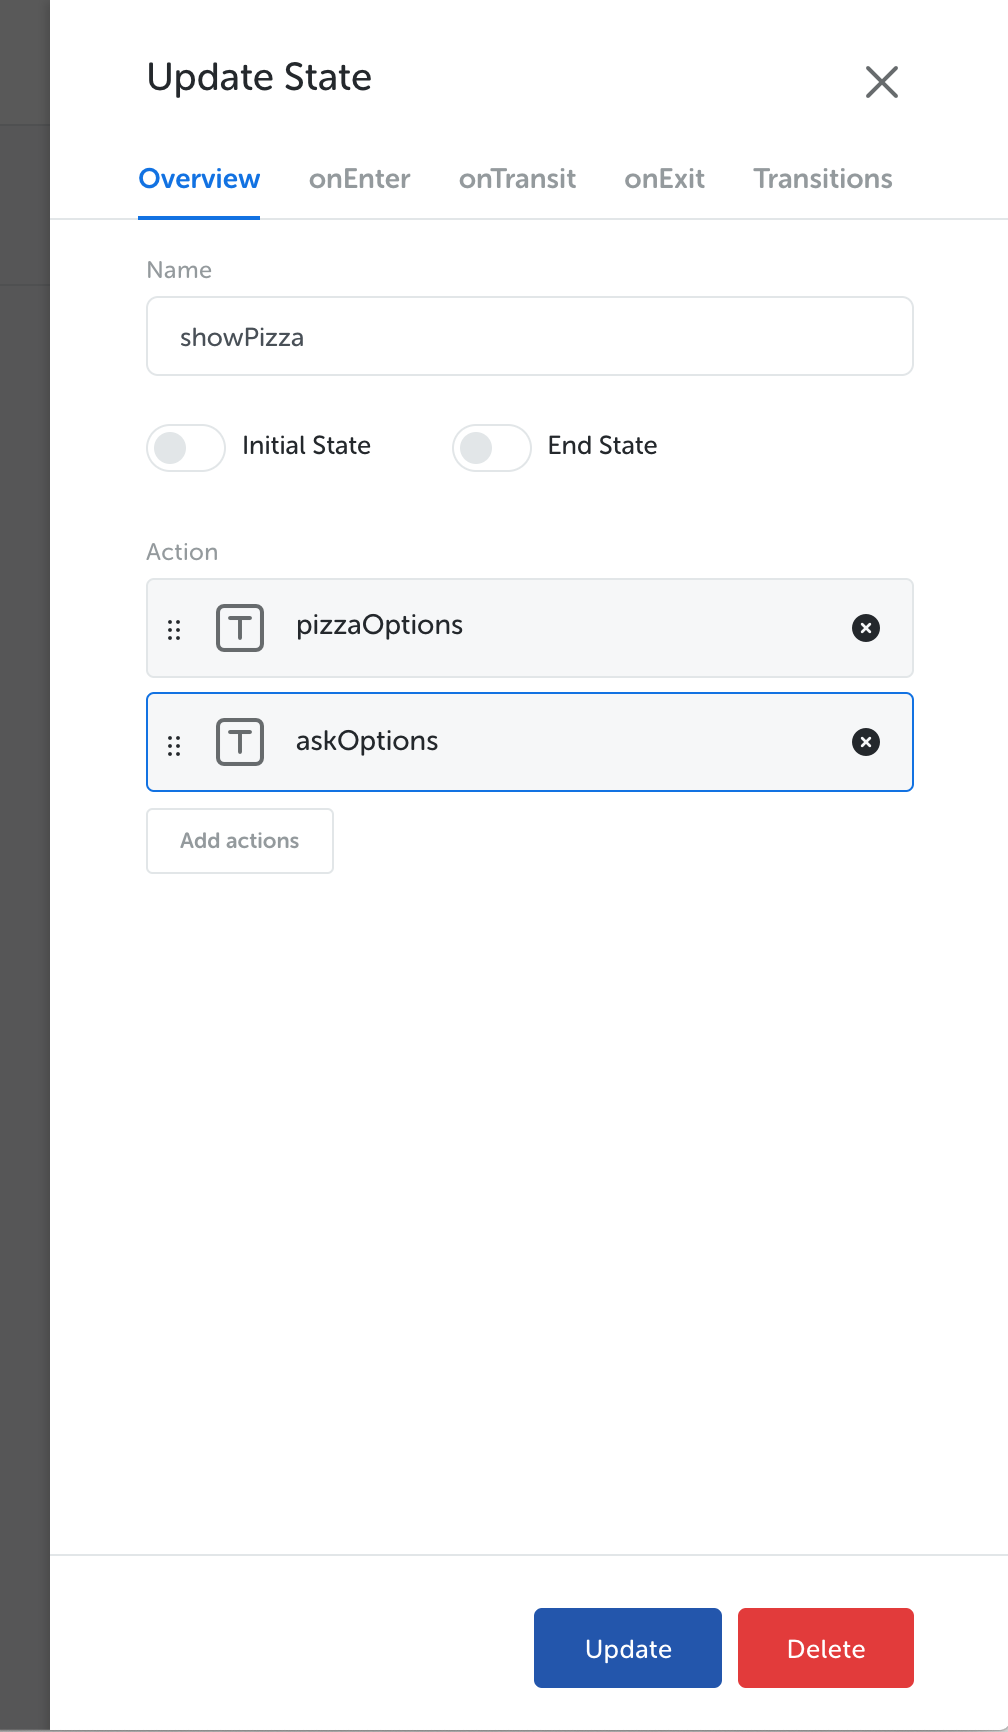 Update State
Overview onEnter onTransit onExit Transitions
Name
showPizza
Initial State End State
Action
T pizzaOptions
T askOptions
Add actions
Update Delete